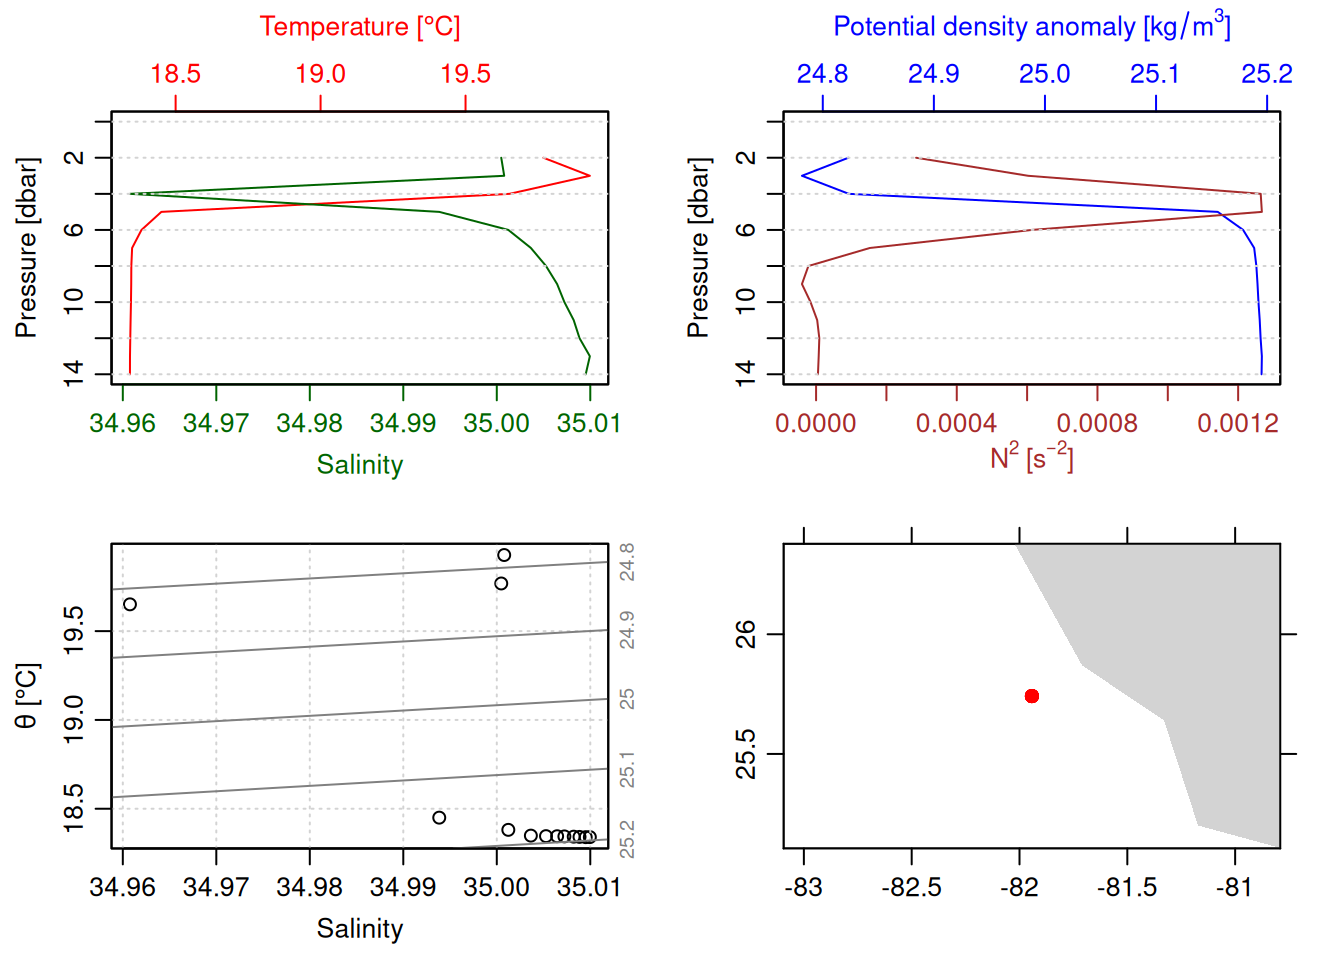 Temperature [°C]
18.5 19.0 19.5
Pressure [dbar]
2
6
10
14
34.96 34.97 34.98 34.99 35.00 35.01
Salinity
Potential density anomaly [kg/m³]
24.8 24.9 25.0 25.1 25.2
Pressure [dbar]
2
6
10
14
0.0000 0.0004 0.0008 0.0012
N² [s⁻²]
θ [°C]
19.5
19.0
18.5
24.8
24.9
25
25.1
25.2
34.96 34.97 34.98 34.99 35.00 35.01
Salinity
26
25.5
-83 -82.5 -82 -81.5 -81